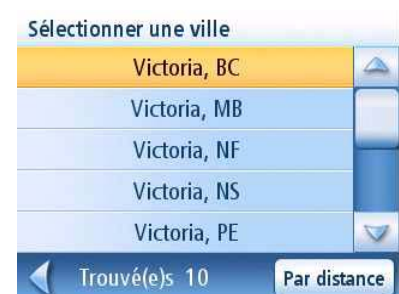 Sélectionner une ville
Victoria, BC
Victoria, MB
Victoria, NF
Victoria, NS
Victoria, PE
Trouvé(e)s 10
Par distance